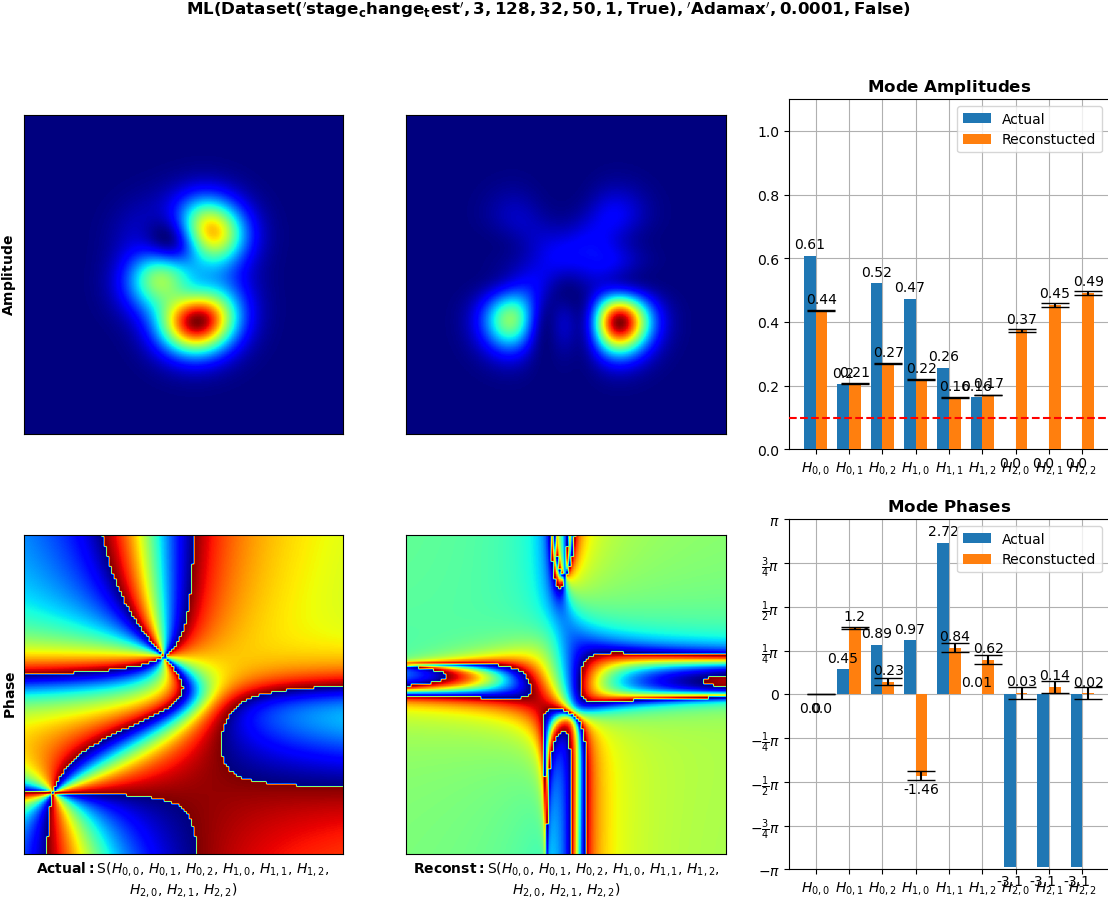 ML(Dataset('stage_change_test', 3, 128, 32, 50, 1, True), 'Adamax', 0.0001, False)
Amplitude
Mode Amplitudes
Actual
Reconstucted
1.0
0.8
0.6
0.4
0.2
0.0
0.61
0.44
0.2
0.21
0.52
0.27
0.47
0.22
0.26
0.16
0.16
0.17
0.0
0.37
0.0
0.45
0.0
0.49
H0,0 H0,1 H0,2 H1,0 H1,1 H1,2 H2,0 H2,1 H2,2
Phase
Actual: S(H0,0, H0,1, H0,2, H1,0, H1,1, H1,2,
H2,0, H2,1, H2,2)
Reconst: S(H0,0, H0,1, H0,2, H1,0, H1,1, H1,2,
H2,0, H2,1, H2,2)
Mode Phases
Actual
Reconstucted
π
3/4π
1/2π
1/4π
0
−1/4π
−1/2π
−3/4π
−π
0.0
0.0
0.45
1.2
0.89
0.23
0.97
-1.46
2.72
0.84
0.01
0.62
-3.1
0.03
-3.1
0.14
-3.1
0.02
H0,0 H0,1 H0,2 H1,0 H1,1 H1,2 H2,0 H2,1 H2,2